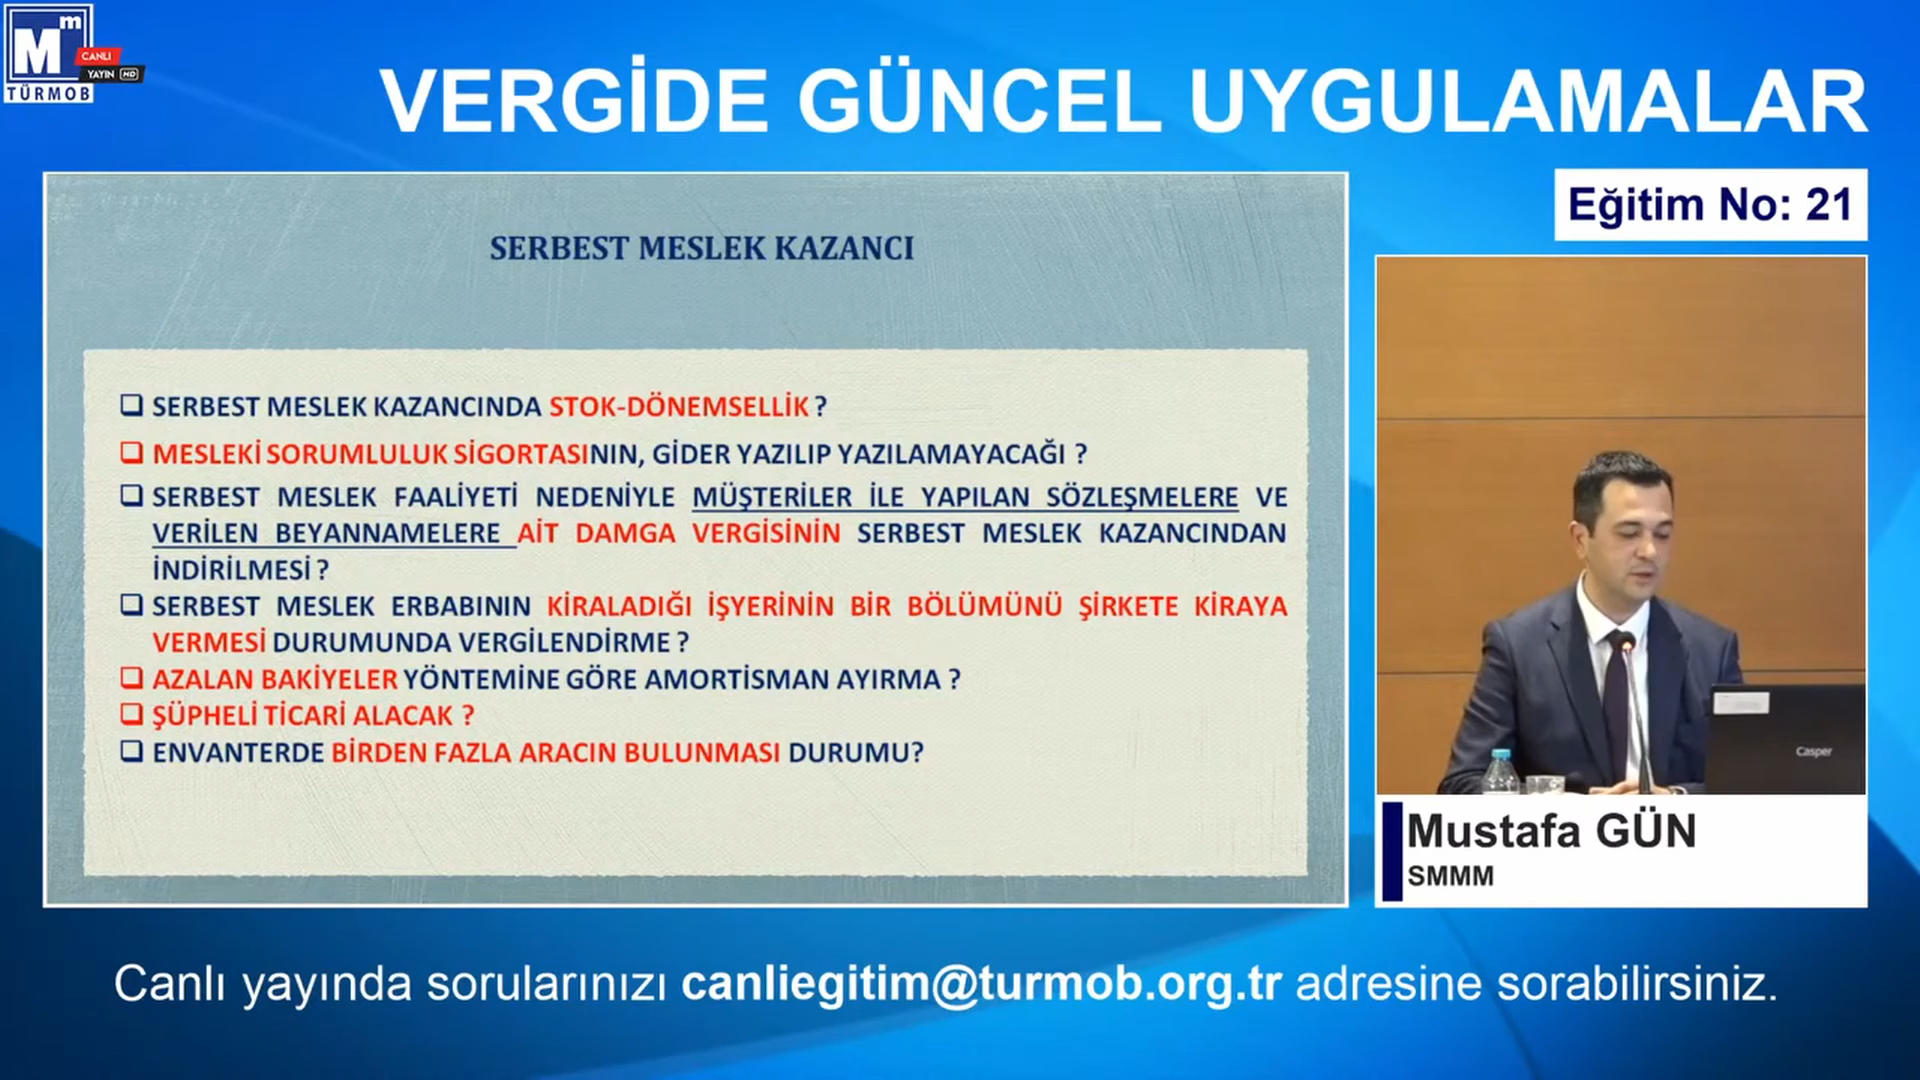 Mm
CANLI
YAYIN HD
TÜRMOB
VERGİDE GÜNCEL UYGULAMALAR
Eğitim No: 21
SERBEST MESLEK KAZANCI
❑ SERBEST MESLEK KAZANCINDA STOK-DÖNEMSELLİK ?
❑ MESLEKİ SORUMLULUK SİGORTASININ, GİDER YAZILIP YAZILAMAYACAĞI ?
❑ SERBEST MESLEK FAALİYETİ NEDENİYLE MÜŞTERİLER İLE YAPILAN SÖZLEŞMELERE VE
VERİLEN BEYANNAMELERE AİT DAMGA VERGİSİNİN SERBEST MESLEK KAZANCINDAN
İNDİRİLMESİ ?
❑ SERBEST MESLEK ERBABININ KİRALADIĞI İŞYERİNİN BİR BÖLÜMÜNÜ ŞİRKETE KİRAYA
VERMESİ DURUMUNDA VERGİLENDİRME ?
❑ AZALAN BAKİYELER YÖNTEMİNE GÖRE AMORTİSMAN AYIRMA ?
❑ ŞÜPHELİ TİCARİ ALACAK ?
❑ ENVANTERDE BİRDEN FAZLA ARACIN BULUNMASI DURUMU?
Casper
Mustafa GÜN
SMMM
Canlı yayında sorularınızı canliegitim@turmob.org.tr adresine sorabilirsiniz.